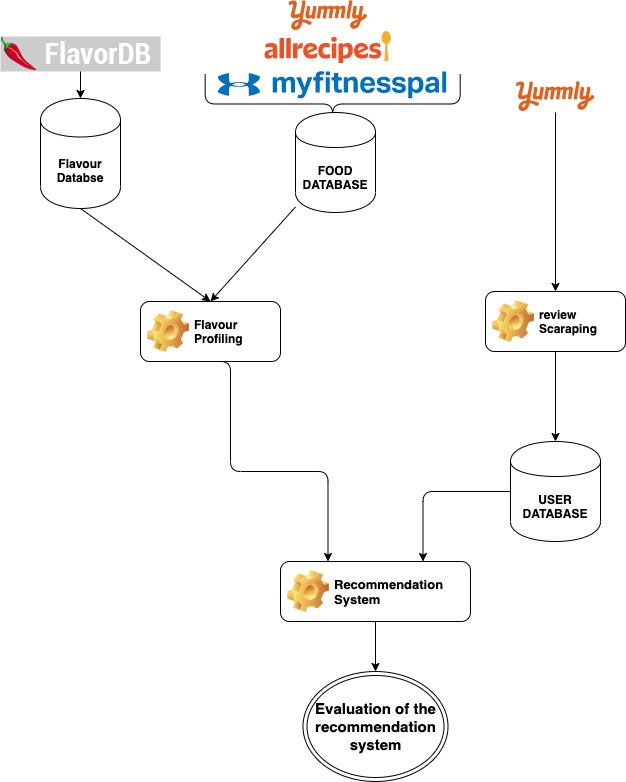 Yummly
FlavorDB
allrecipes
myfitnesspal
Yummly
Flavour
Databse
FOOD
DATABASE
Flavour
Profiling
review
Scaraping
USER
DATABASE
Recommendation
System
Evaluation of the
recommendation
system